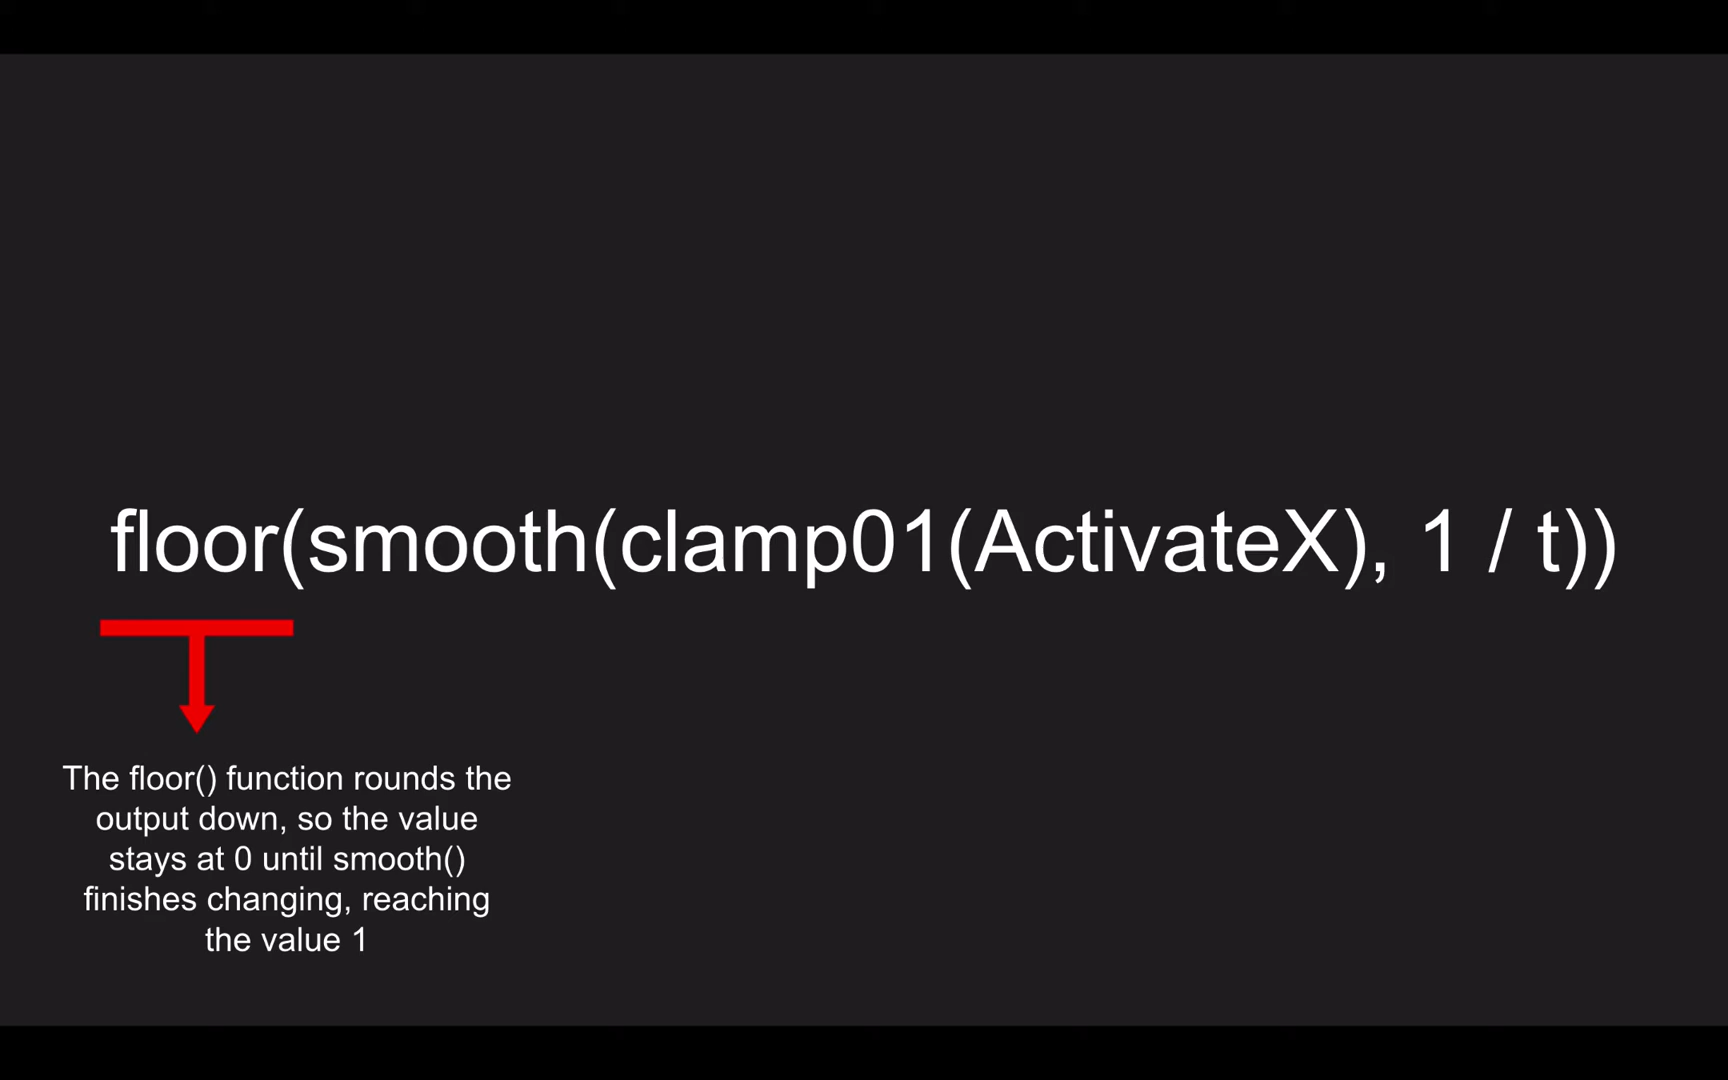 floor(smooth(clamp01(ActivateX), 1 / t))
The floor() function rounds the
output down, so the value
stays at 0 until smooth()
finishes changing, reaching
the value 1